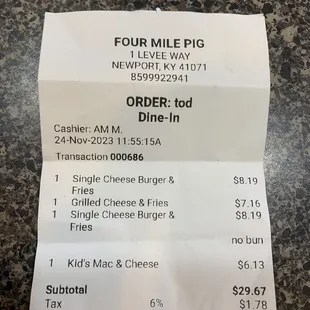 FOUR MILE PIG
1 LEVEE WAY
NEWPORT, KY 41071
8599922941
ORDER: tod
Dine-In
Cashier: AM M.
24-Nov-2023 11:55:15A
Transaction 000686
1 Single Cheese Burger & $8.19
Fries
1 Grilled Cheese & Fries $7.16
1 Single Cheese Burger & $8.19
Fries
no bun
1 Kid's Mac & Cheese $6.13
Subtotal $29.67
Tax 6% $1.78